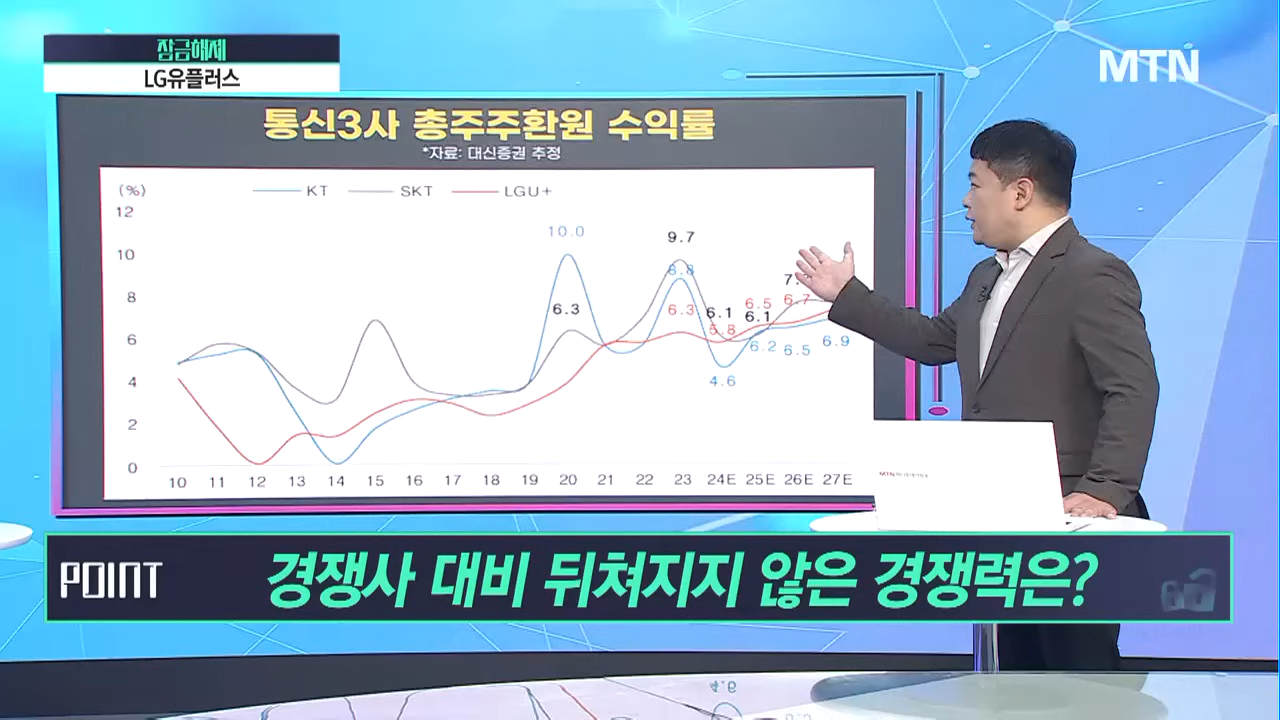 잠금해제
LG유플러스
MTN
통신3사 총주주환원 수익률
*자료: 대신증권 추정
(%)
KT SKT LGU+
12
10
8
6
4
2
0
10.0
9.7
8.8
6.3
6.3
6.1
5.8
4.6
6.5
6.1
6.2
6.7
6.5
6.9
10 11 12 13 14 15 16 17 18 19 20 21 22 23 24E 25E 26E 27E
MTN
POINT
경쟁사 대비 뒤쳐지지 않은 경쟁력은?
4.6